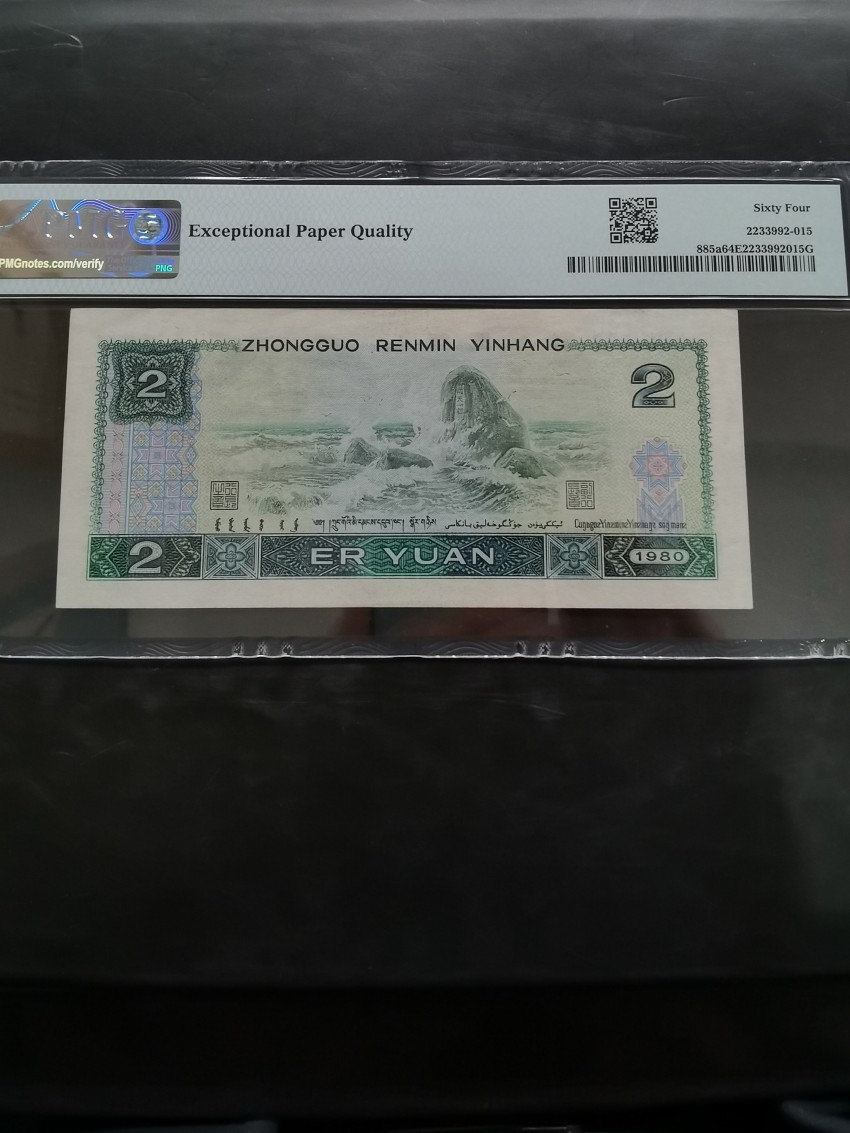 PMG
Exceptional Paper Quality
Sixty Four
PMGnotes.com/verify
PNG
2233992-015
885a64E2233992015G
ZHONGGUO RENMIN YINHANG
2
2
2
ER YUAN
1980